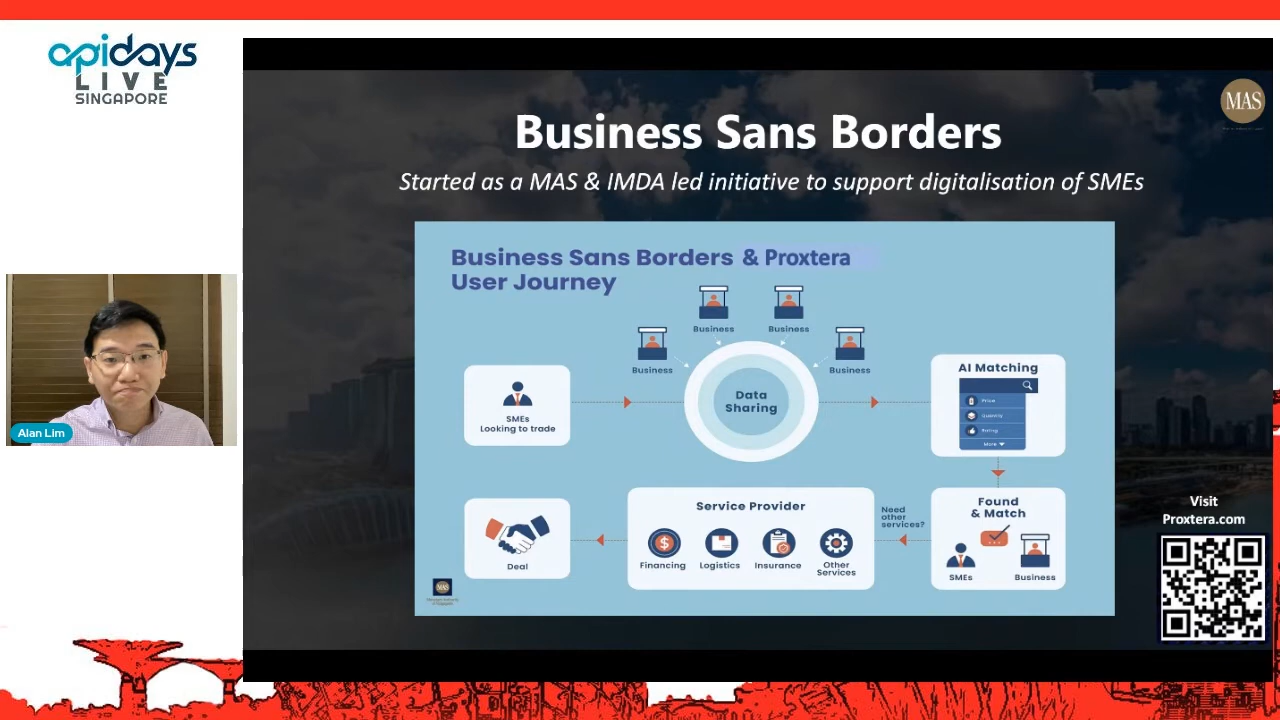 apidays
LIVE
SINGAPORE
MAS
Business Sans Borders
Started as a MAS & IMDA led initiative to support digitalisation of SMEs
Business Sans Borders & Proxtera
User Journey
Business
Business
Business
Business
SMEs
Looking to trade
Data
Sharing
AI Matching
Price
Quantity
Rating
More
Alan Lim
Deal
Service Provider
Financing
Logistics
Insurance
Other
Services
Need
other
services?
Found
& Match
SMEs
Business
MAS
Visit
Proxtera.com